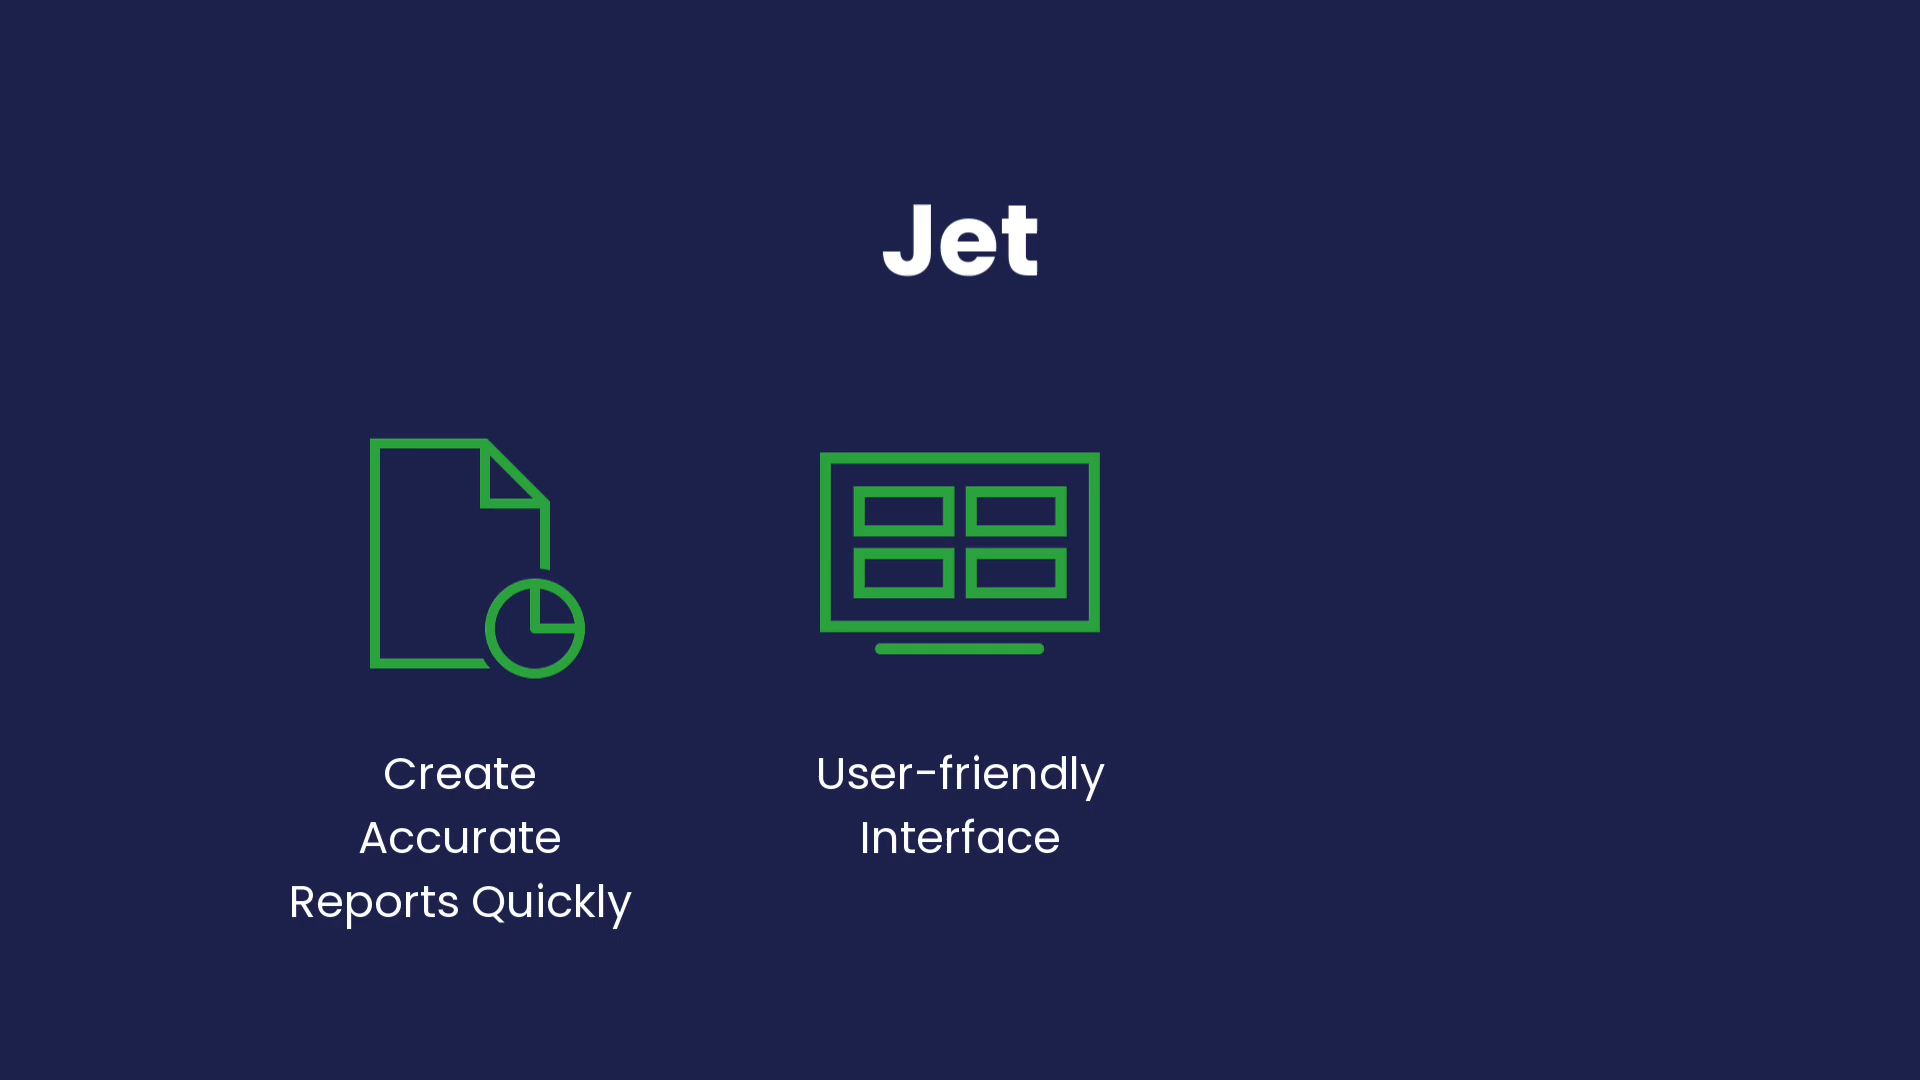 Jet
Create
Accurate
Reports Quickly
User-friendly
Interface